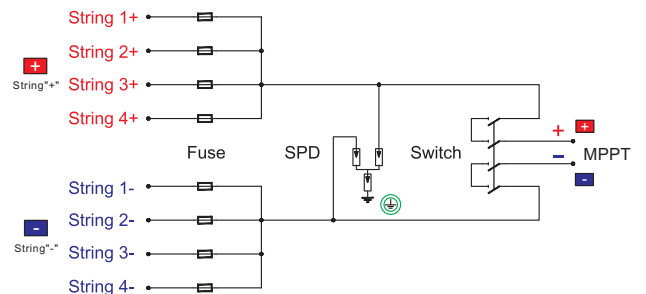 String 1+
String 2+
+
String "+"
String 3+
String 4+
Fuse
SPD
Switch
+
+
MPPT
-
-
String 1-
String 2-
-
String "-"
String 3-
String 4-